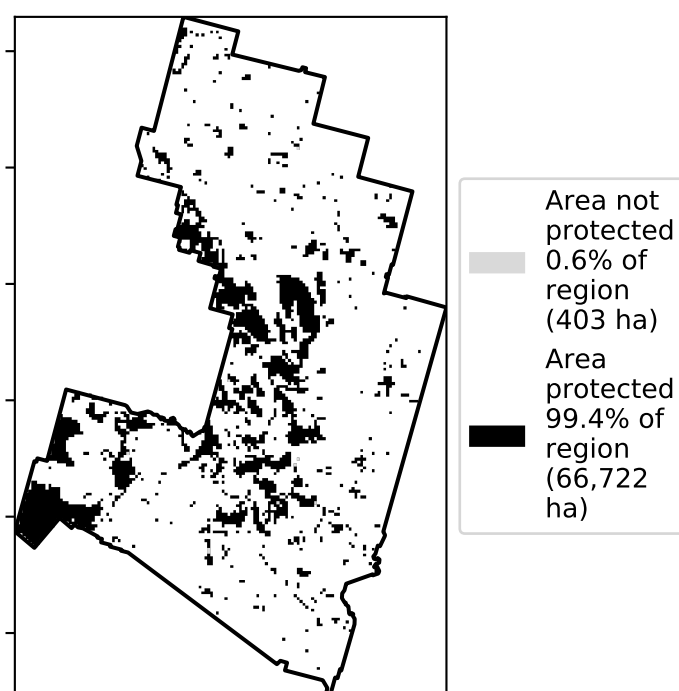 Area not
protected
0.6% of
region
(403 ha)
Area
protected
99.4% of
region
(66,722
ha)